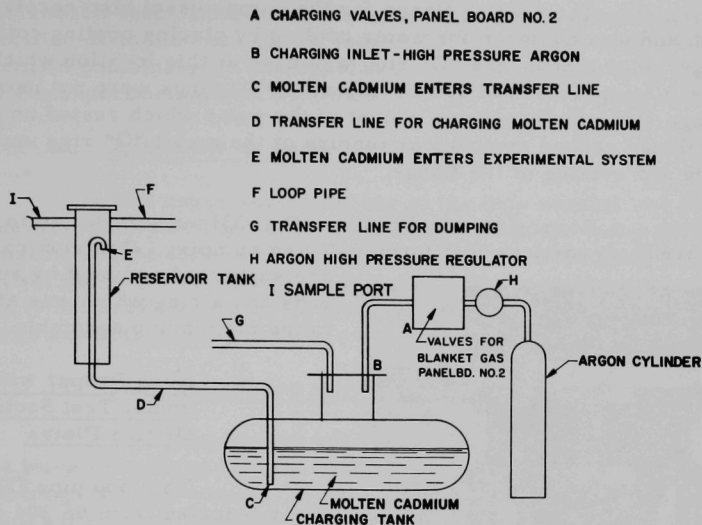 A CHARGING VALVES, PANEL BOARD NO.2
B CHARGING INLET-HIGH PRESSURE ARGON
C MOLTEN CADMIUM ENTERS TRANSFER LINE
D TRANSFER LINE FOR CHARGING MOLTEN CADMIUM
E MOLTEN CADMIUM ENTERS EXPERIMENTAL SYSTEM
F LOOP PIPE
G TRANSFER LINE FOR DUMPING
H ARGON HIGH PRESSURE REGULATOR
I SAMPLE PORT
I
F
E
RESERVOIR TANK
H
G
A
VALVES FOR
BLANKET GAS
PANELBD. NO.2
B
ARGON CYLINDER
D
C
MOLTEN CADMIUM
CHARGING TANK